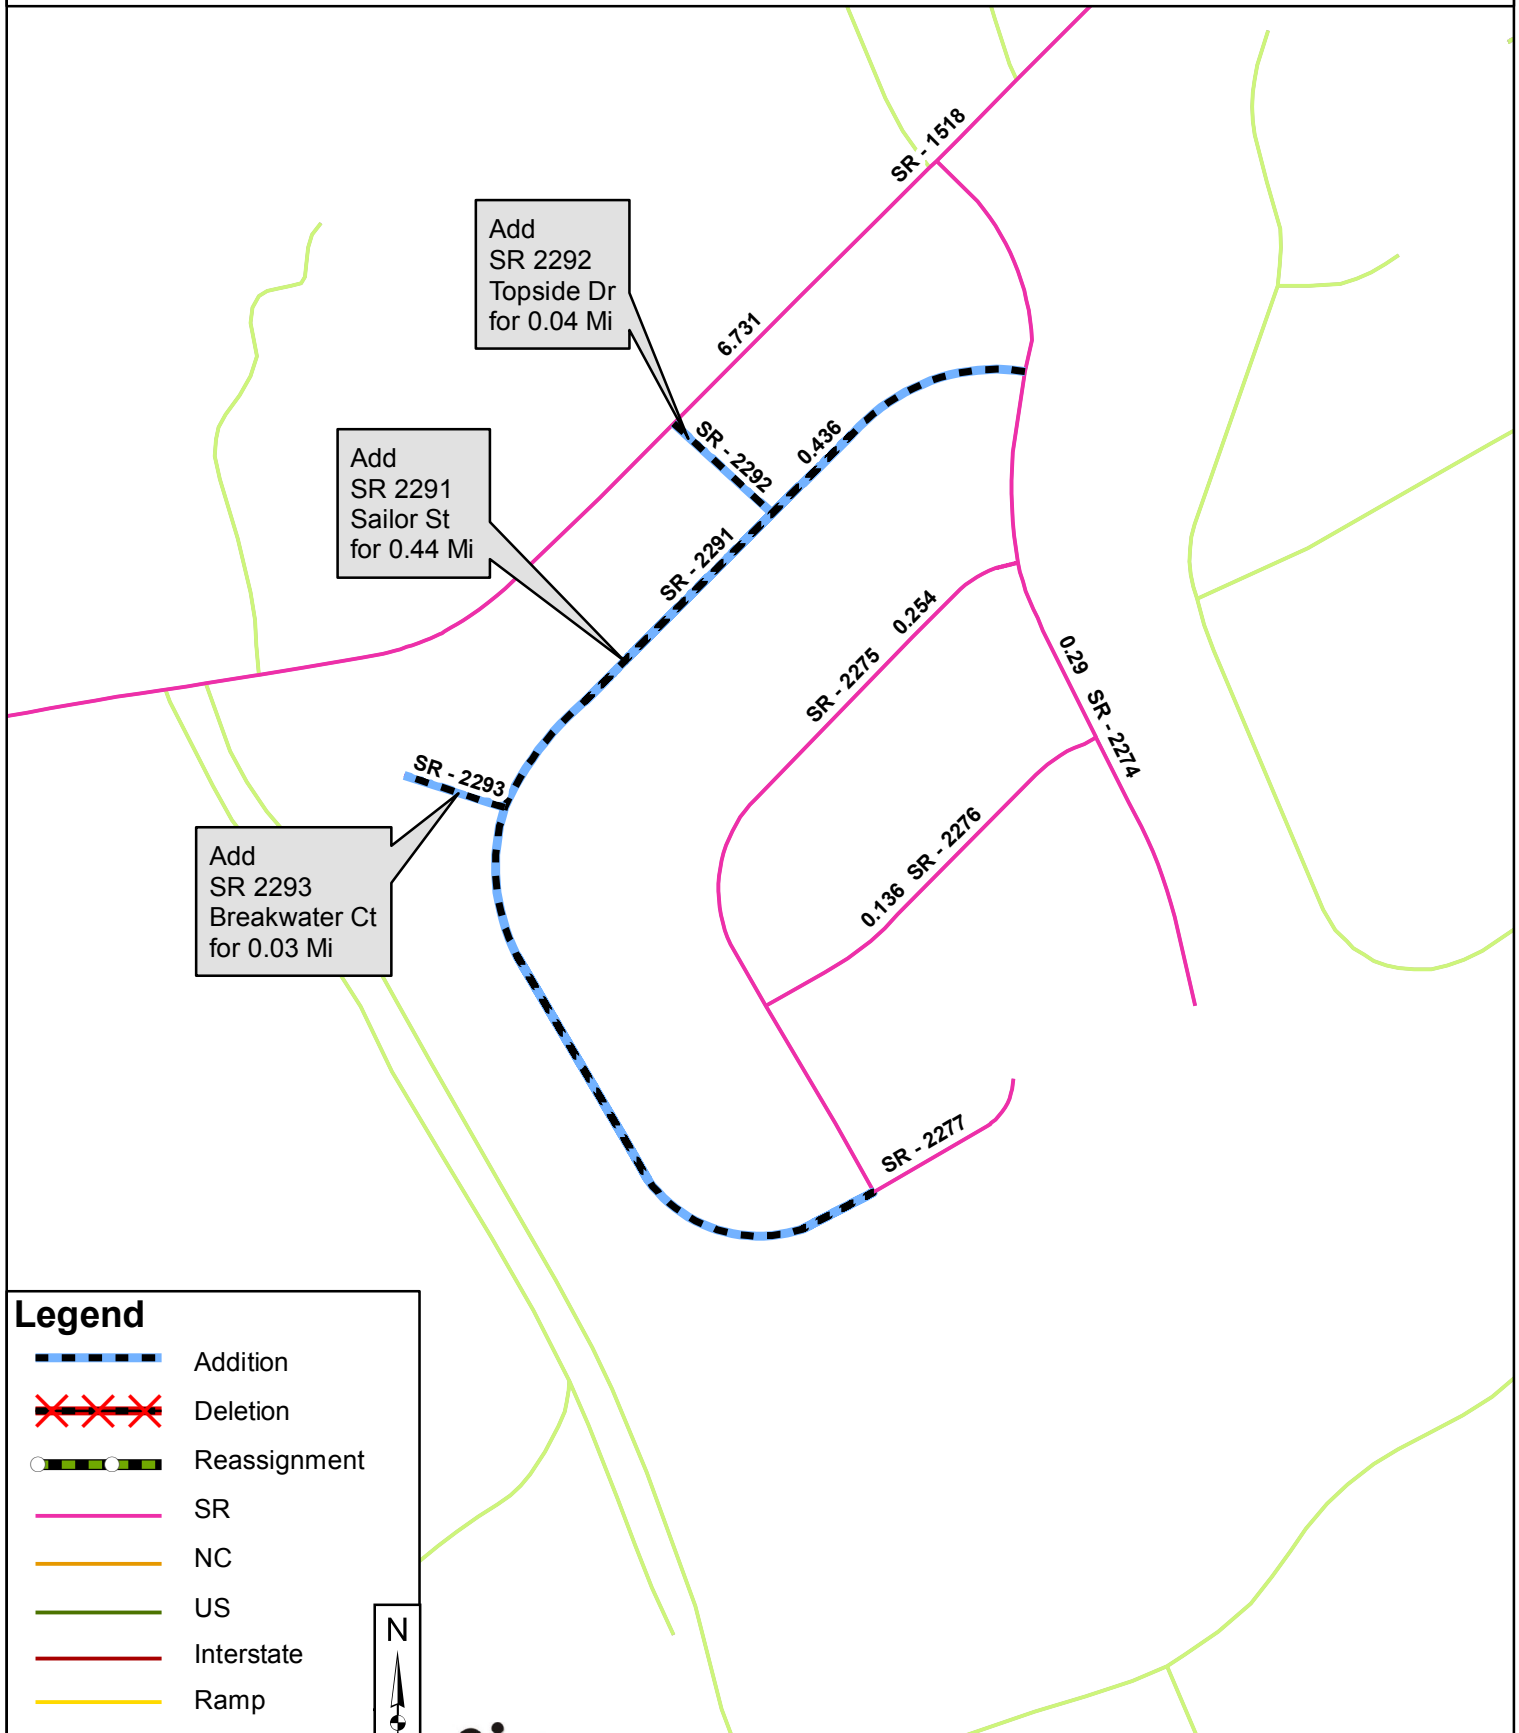 SR - 1518
Add
SR 2292
Topside Dr
for 0.04 Mi
6.731
SR - 2292
0.436
Add
SR 2291
Sailor St
for 0.44 Mi
SR - 2291
0.254
SR - 2275
0.29 SR - 2274
SR - 2293
Add
SR 2293
Breakwater Ct
for 0.03 Mi
0.136 SR - 2276
SR - 2277
Legend
Addition
Deletion
Reassignment
SR
NC
US
Interstate
Ramp
N